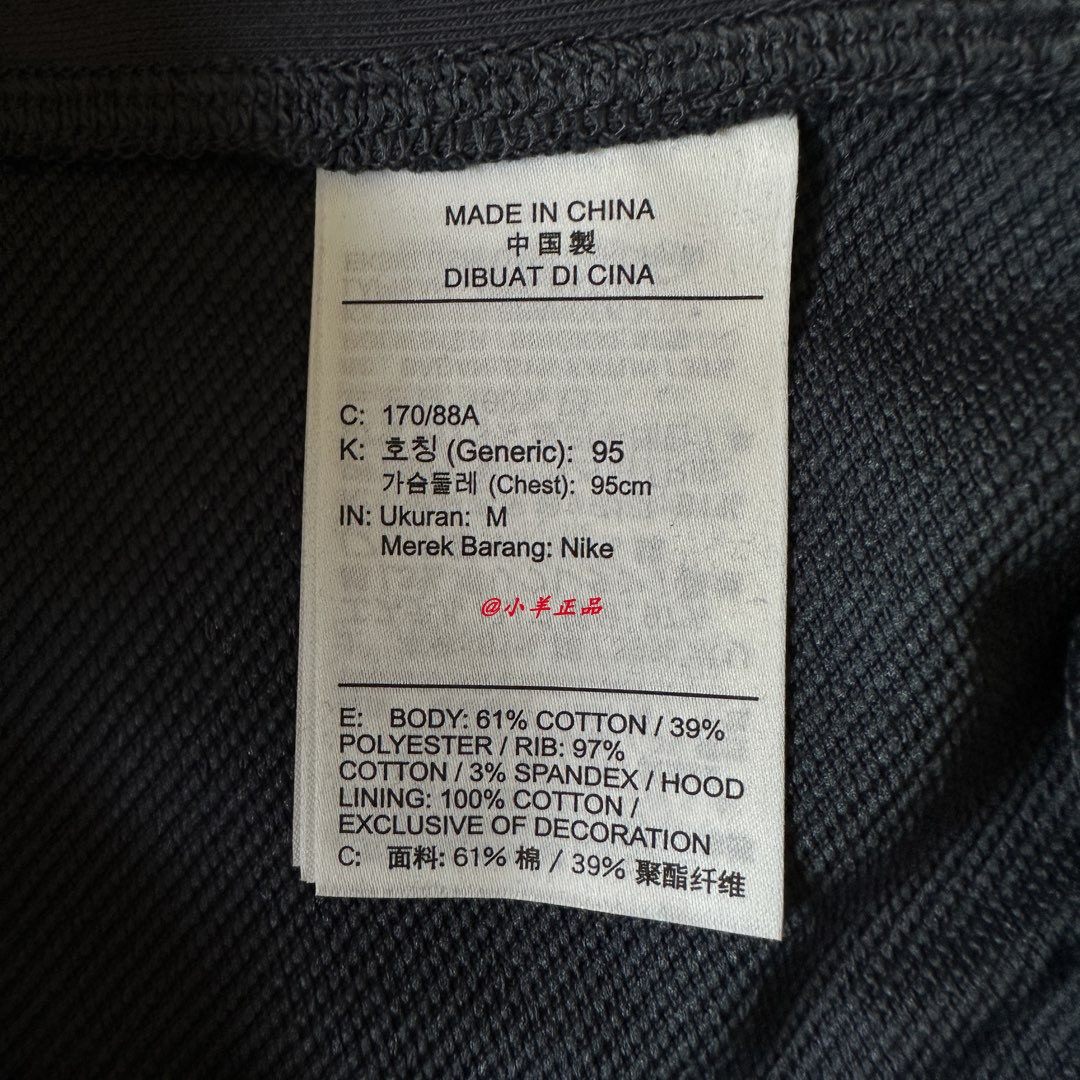 MADE IN CHINA
中国製
DIBUAT DI CINA
C: 170/88A
K: 호칭 (Generic): 95
가슴둘레 (Chest): 95cm
IN: Ukuran: M
Merek Barang: Nike
@小羊正品
E: BODY: 61% COTTON / 39%
POLYESTER / RIB: 97%
COTTON / 3% SPANDEX / HOOD
LINING: 100% COTTON /
EXCLUSIVE OF DECORATION
C: 面料: 61% 棉 / 39% 聚酯纤维